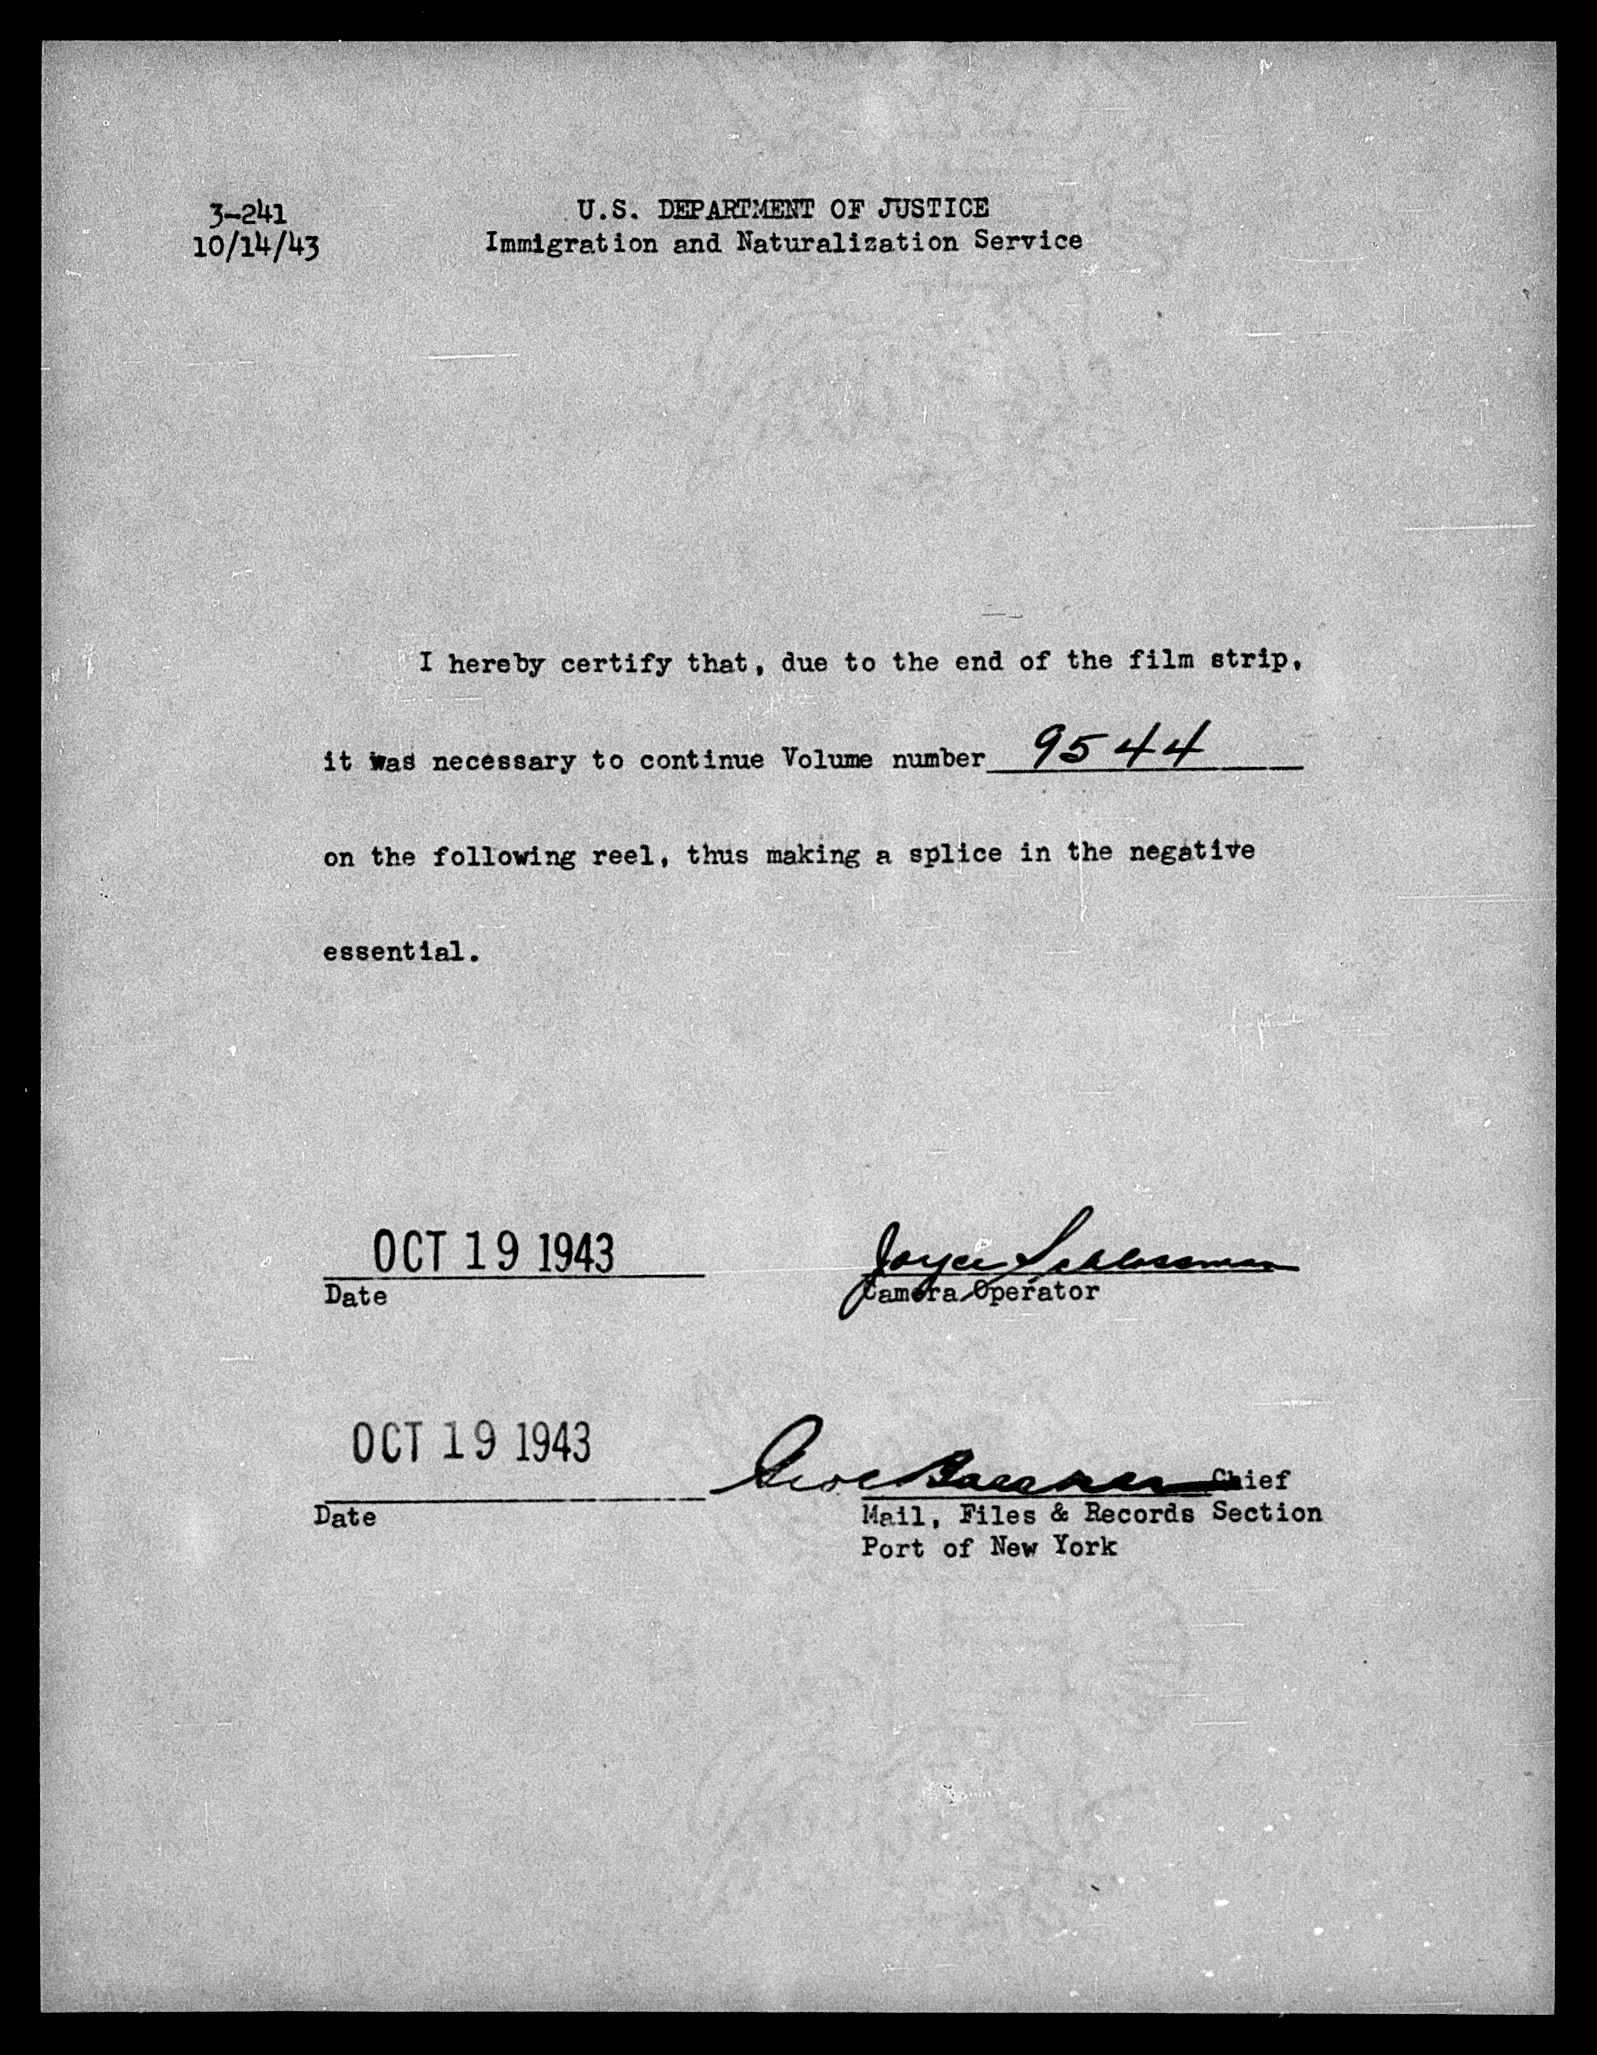 3-241
10/14/43
U.S. DEPARTMENT OF JUSTICE
Immigration and Naturalization Service
I hereby certify that, due to the end of the film strip,
it was necessary to continue Volume number 9544
on the following reel, thus making a splice in the negative
essential.
OCT 19 1943
Date
Joyce Schlossman
Camera Operator
OCT 19 1943
Date
Chief
Mail, Files & Records Section
Port of New York